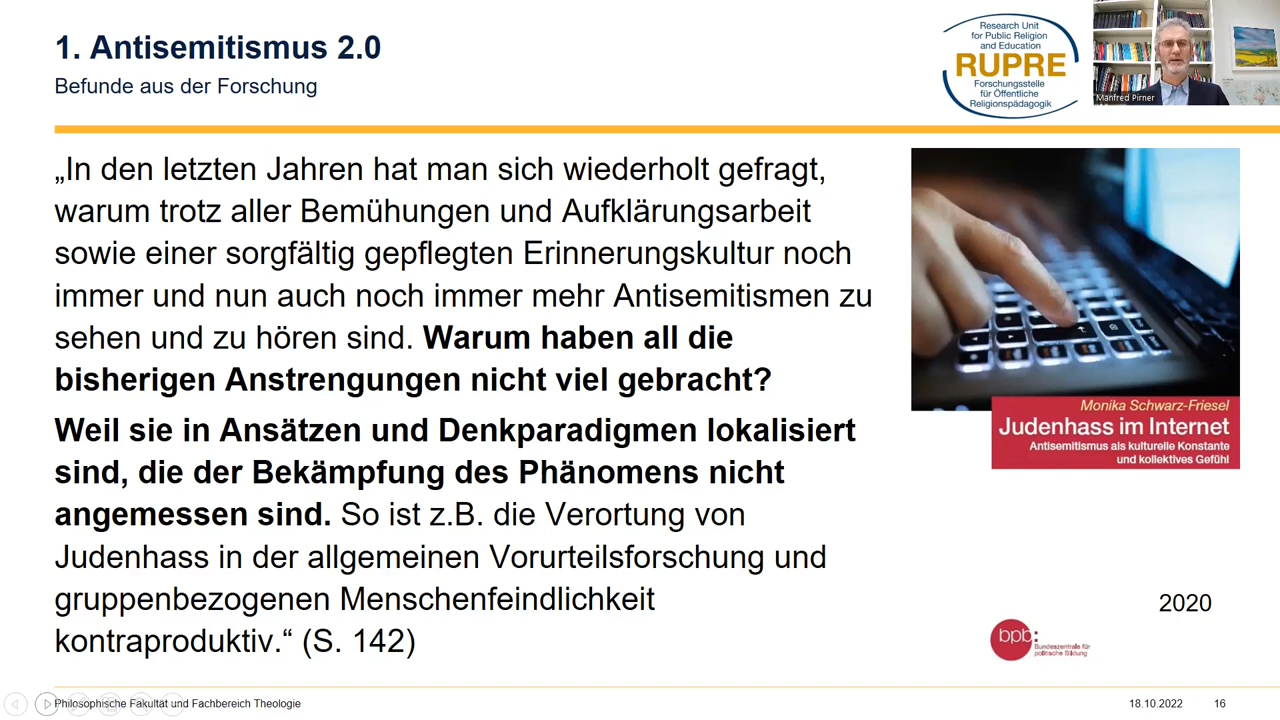 1. Antisemitismus 2.0
Befunde aus der Forschung
Research Unit
for Public Religion
and Education
RUPRE
Forschungsstelle
für Öffentliche
Religionspädagogik
Manfred Pirner
„In den letzten Jahren hat man sich wiederholt gefragt,
warum trotz aller Bemühungen und Aufklärungsarbeit
sowie einer sorgfältig gepflegten Erinnerungskultur noch
immer und nun auch noch immer mehr Antisemitismen zu
sehen und zu hören sind. Warum haben all die
bisherigen Anstrengungen nicht viel gebracht?
Weil sie in Ansätzen und Denkparadigmen lokalisiert
sind, die der Bekämpfung des Phänomens nicht
angemessen sind. So ist z.B. die Verortung von
Judenhass in der allgemeinen Vorurteilsforschung und
gruppenbezogenen Menschenfeindlichkeit
kontraproduktiv.“ (S. 142)
Monika Schwarz-Friesel
Judenhass im Internet
Antisemitismus als kulturelle Konstante
und kollektives Gefühl
2020
bpb:
Bundeszentrale für
politische Bildung
Philosophische Fakultät und Fachbereich Theologie
18.10.2022
16